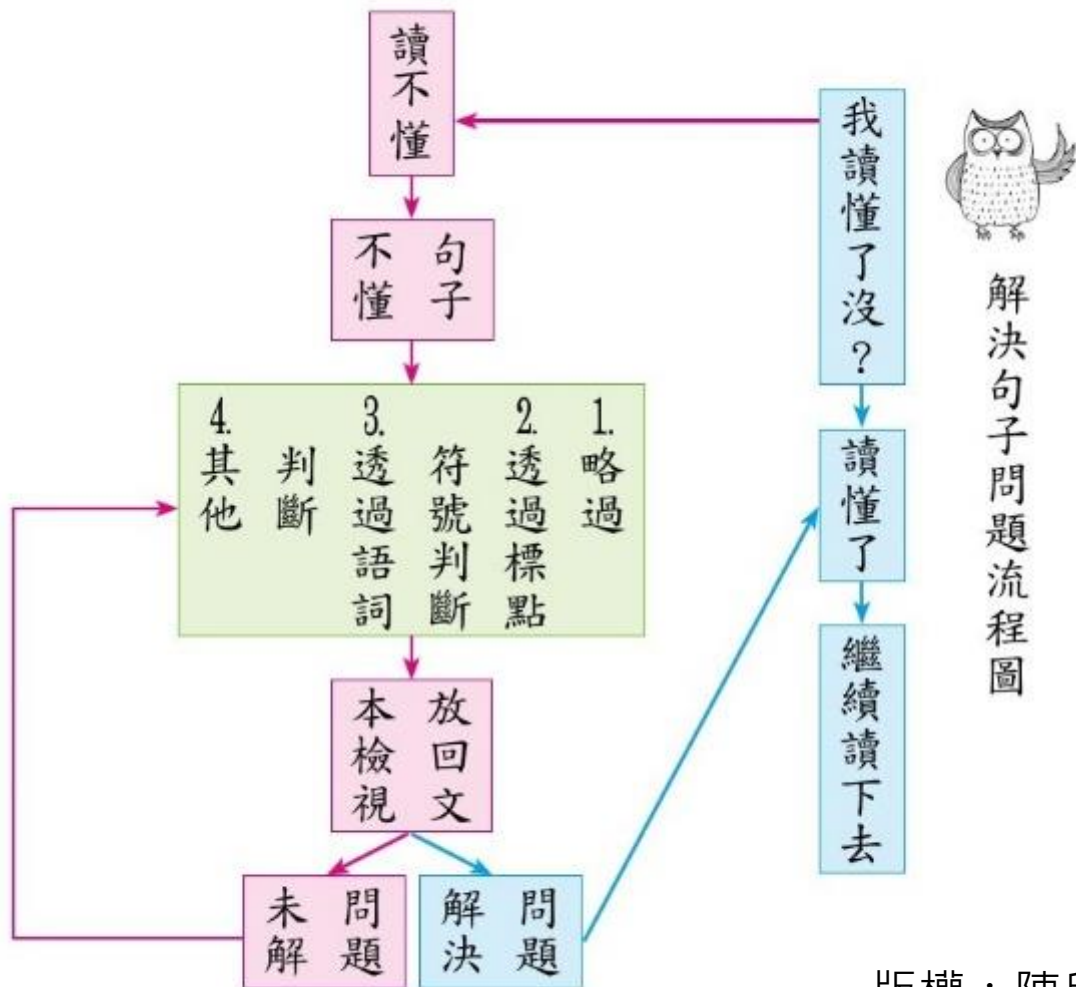 解決句子問題流程圖
我讀懂了沒？
讀懂了
繼續讀下去
讀不懂
句子
不懂
1.略過
2.透過標點
符號判斷
3.透過語詞
判斷
4.其他
放回文
本檢視
問題
解決
問題
未解